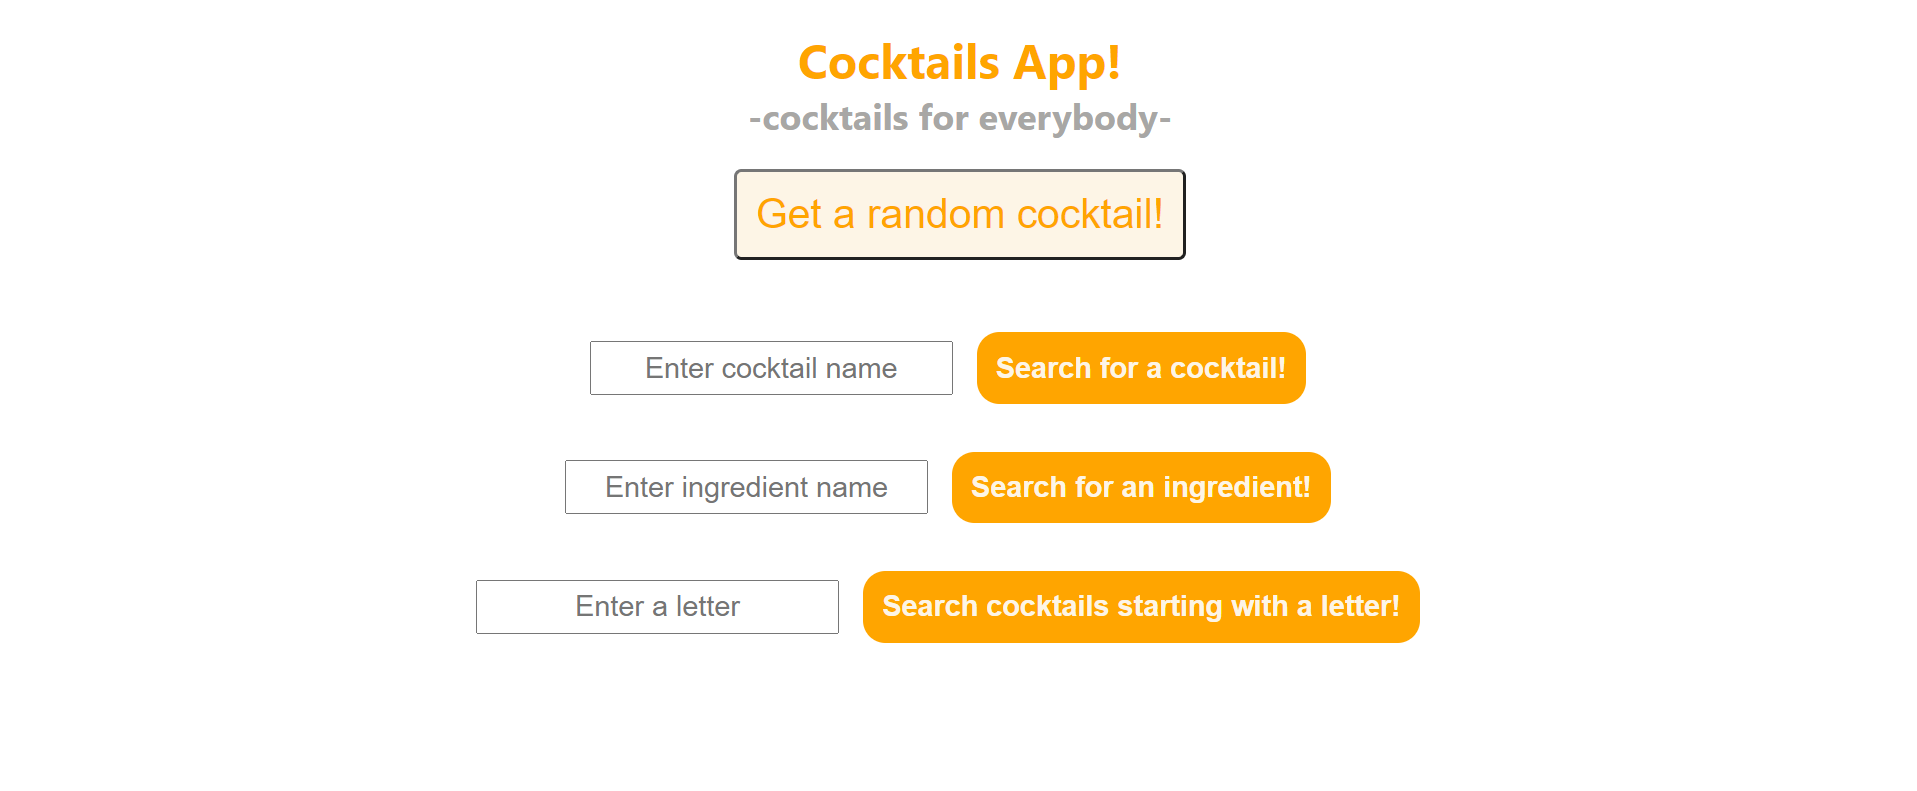 Cocktails App!
-cocktails for everybody-
Get a random cocktail!
Enter cocktail name Search for a cocktail!
Enter ingredient name Search for an ingredient!
Enter a letter Search cocktails starting with a letter!